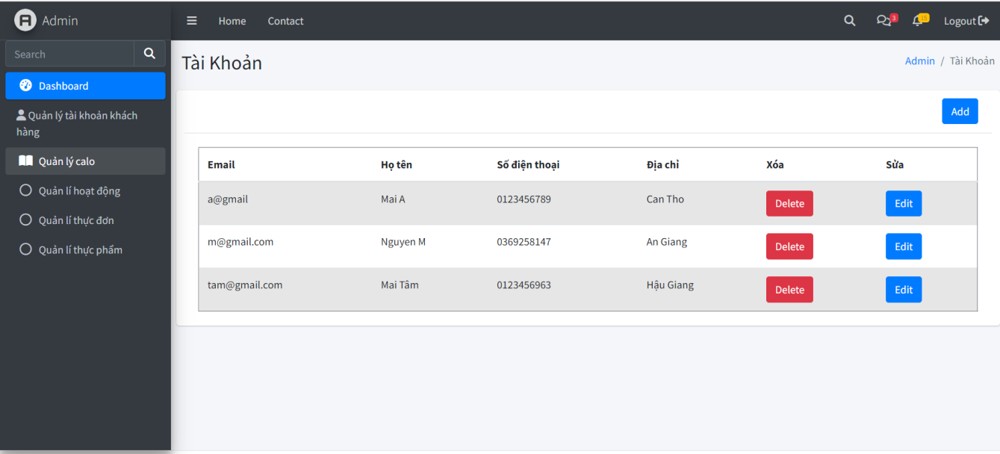 Admin
Home Contact
3
15
Logout
Search
Dashboard
Quản lý tài khoản khách
hàng
Quản lý calo
Quản lí hoạt động
Quản lí thực đơn
Quản lí thực phẩm
Tài Khoản
Admin / Tài Khoản
Add
Email Họ tên Số điện thoại Địa chỉ Xóa Sửa
a@gmail Mai A 0123456789 Can Tho Delete Edit
m@gmail.com Nguyen M 0369258147 An Giang Delete Edit
tam@gmail.com Mai Tâm 0123456963 Hậu Giang Delete Edit